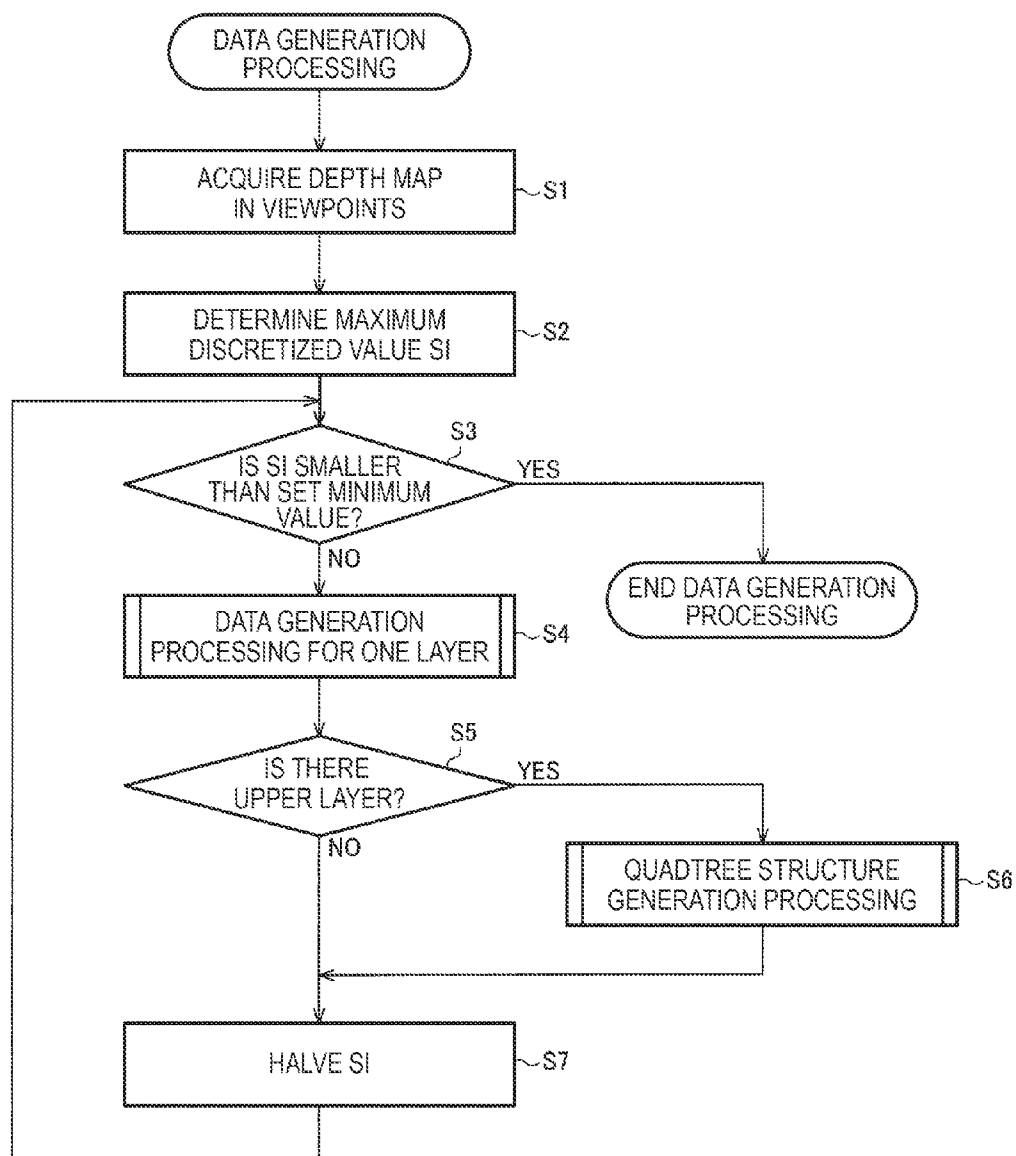 DATA GENERATION
PROCESSING
ACQUIRE DEPTH MAP
IN VIEWPOINTS
S1
DETERMINE MAXIMUM
DISCRETIZED VALUE SI
S2
S3
IS SI SMALLER
THAN SET MINIMUM
VALUE?
YES
NO
END DATA GENERATION
PROCESSING
DATA GENERATION
PROCESSING FOR ONE LAYER
S4
S5
IS THERE
UPPER LAYER?
YES
NO
QUADTREE STRUCTURE
GENERATION PROCESSING
S6
HALVE SI
S7